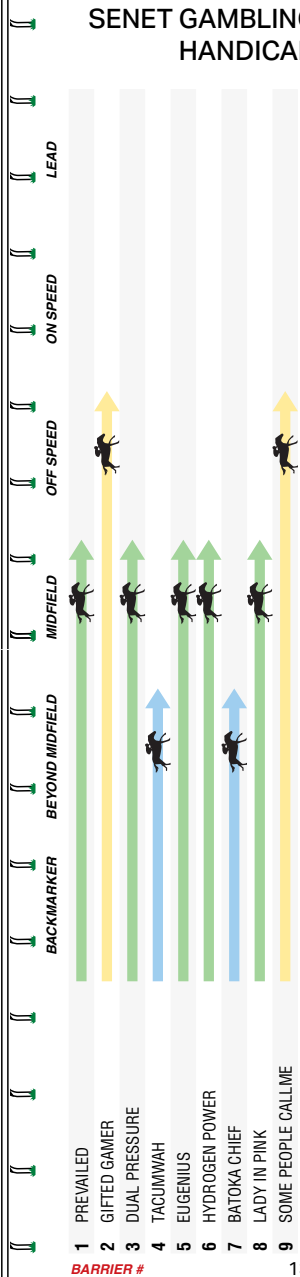 SENET GAMBLING
HANDICA
LEAD
ON SPEED
OFF SPEED
MIDFIELD
BEYOND MIDFIELD
BACKMARKER
1 PREVAILED
2 GIFTED GAMER
3 DUAL PRESSURE
4 TACUMWAH
5 EUGENIUS
6 HYDROGEN POWER
7 BATOKA CHIEF
8 LADY IN PINK
9 SOME PEOPLE CALLME
BARRIER #
1